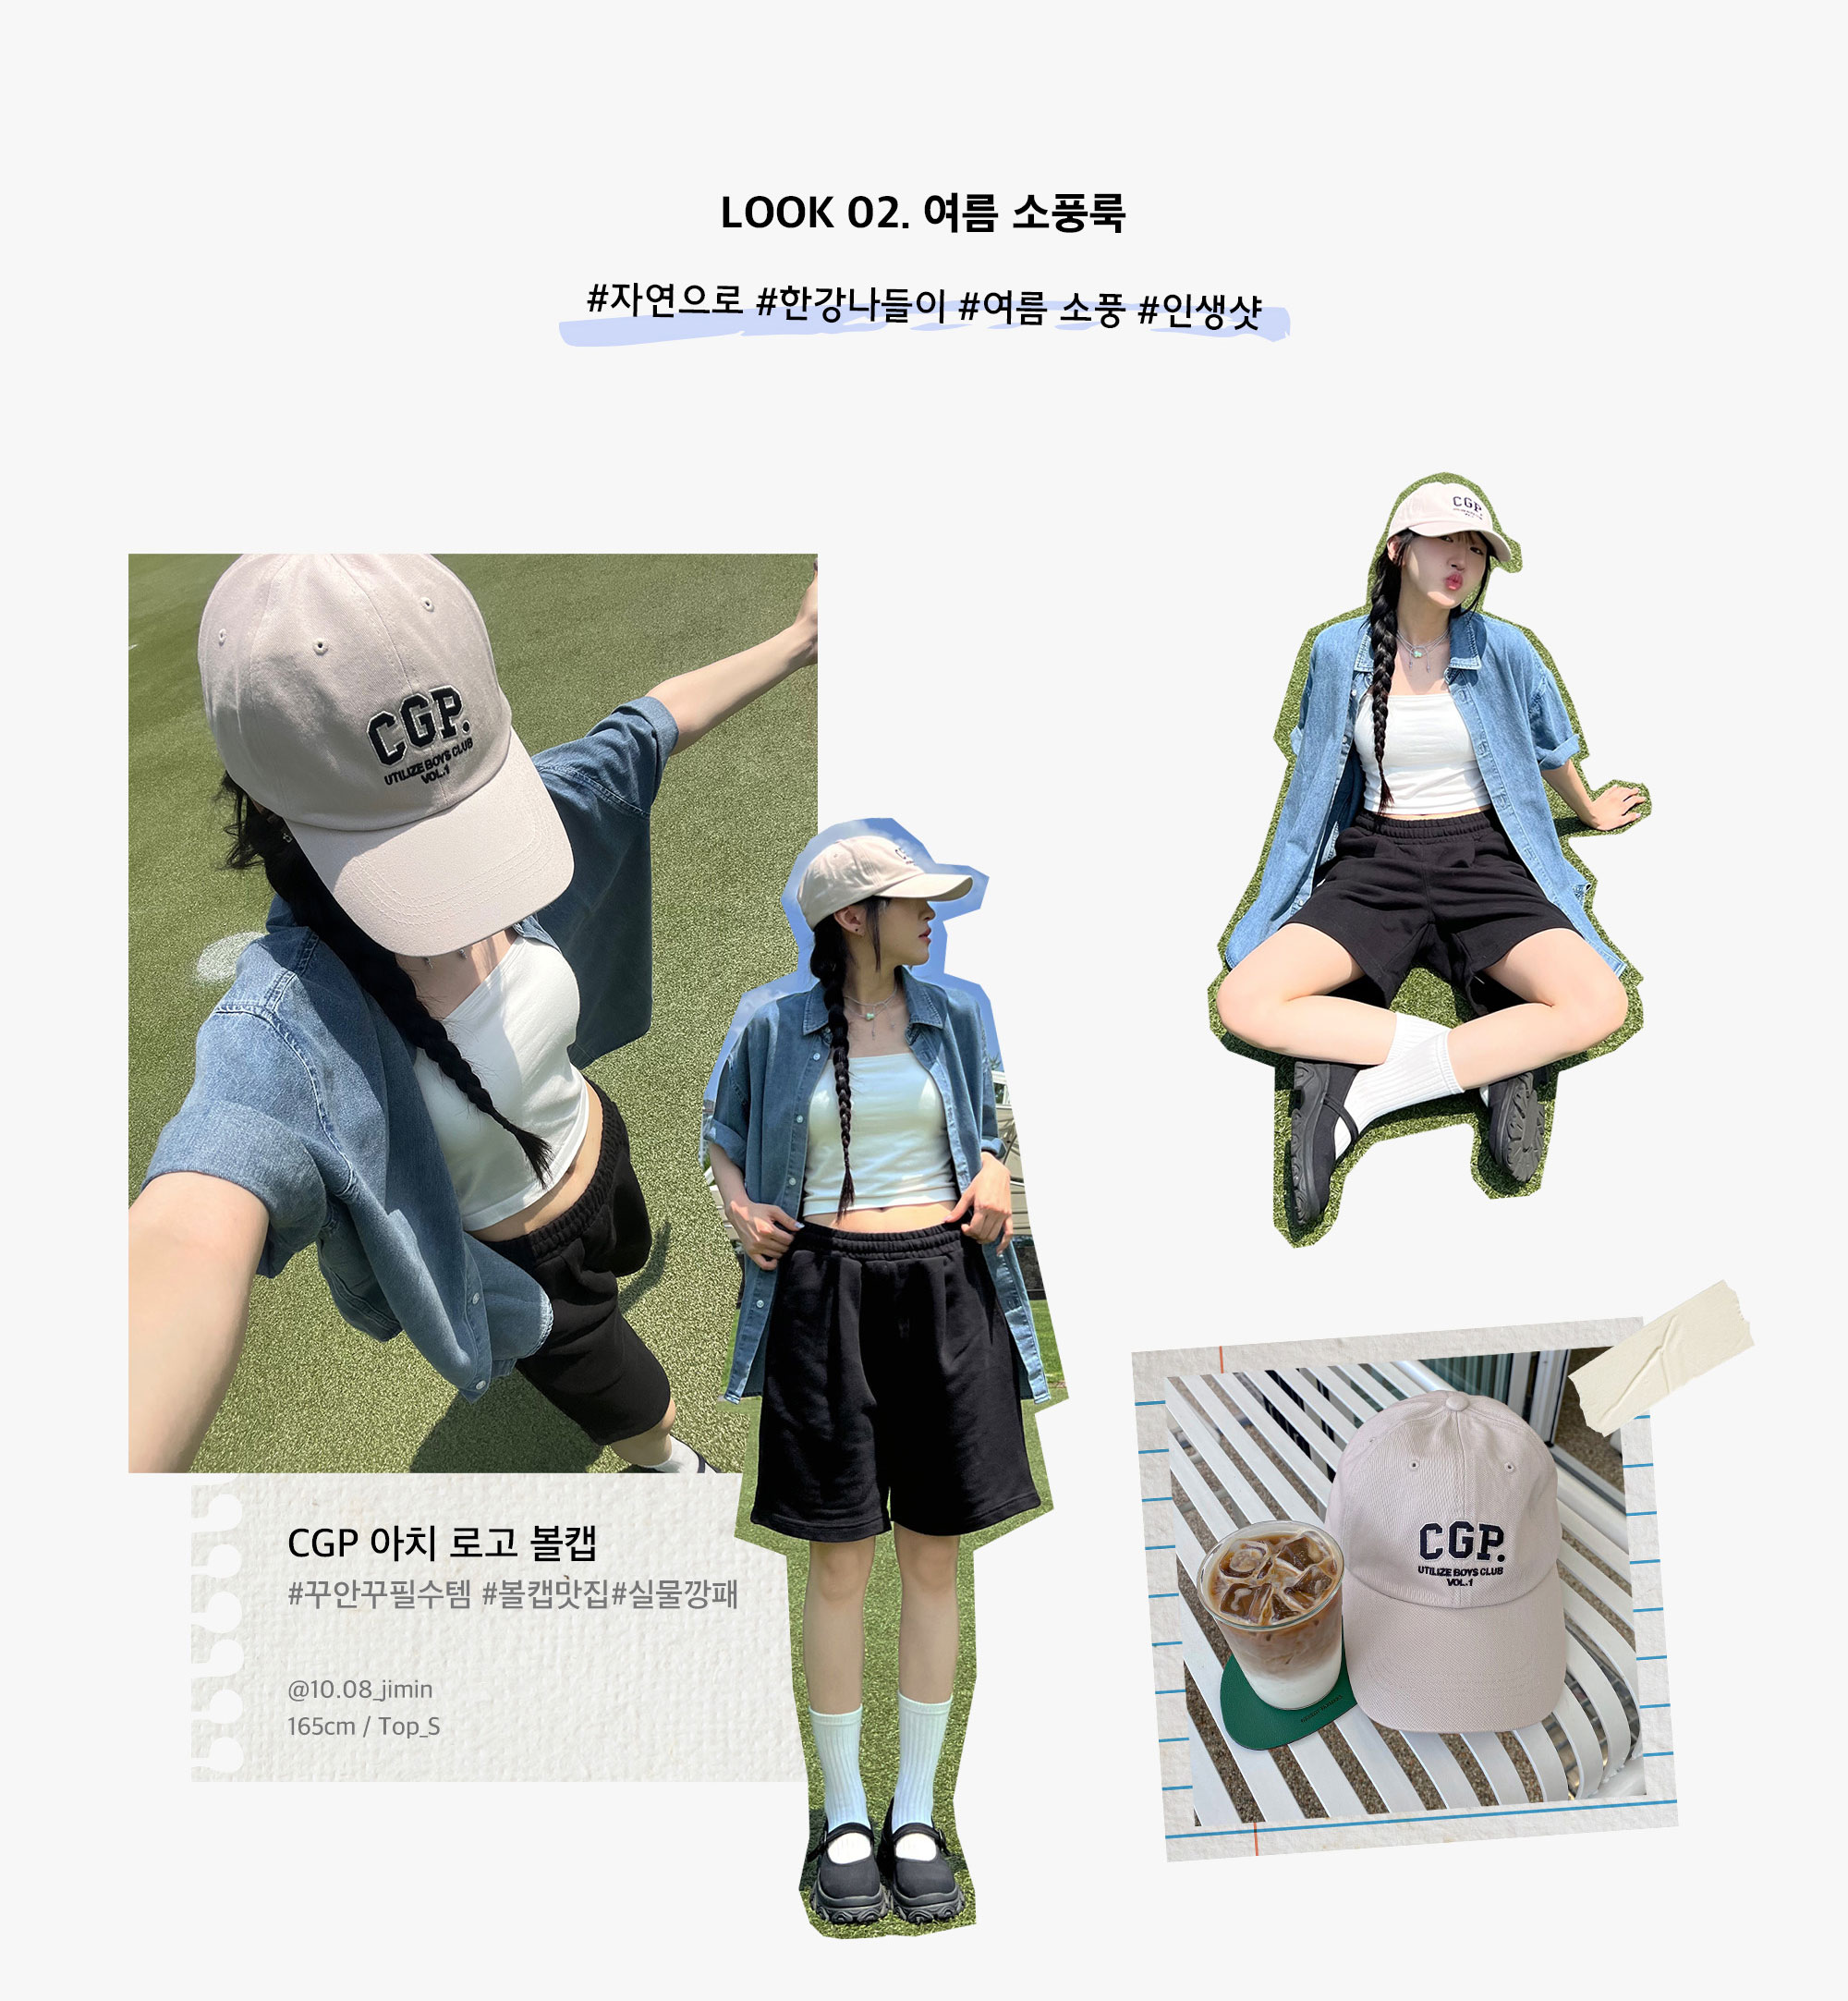 LOOK 02. 여름 소풍룩
#자연으로 #한강나들이 #여름 소풍 #인생샷
CGP.
UTILIZE BOYS CLUB
VOL.1
CGP.
CGP 아치 로고 볼캡
#꾸안꾸필수템 #볼캡맛집#실물깡패
@10.08_jimin
165cm / Top_S
CGP.
UTILIZE BOYS CLUB
VOL.1